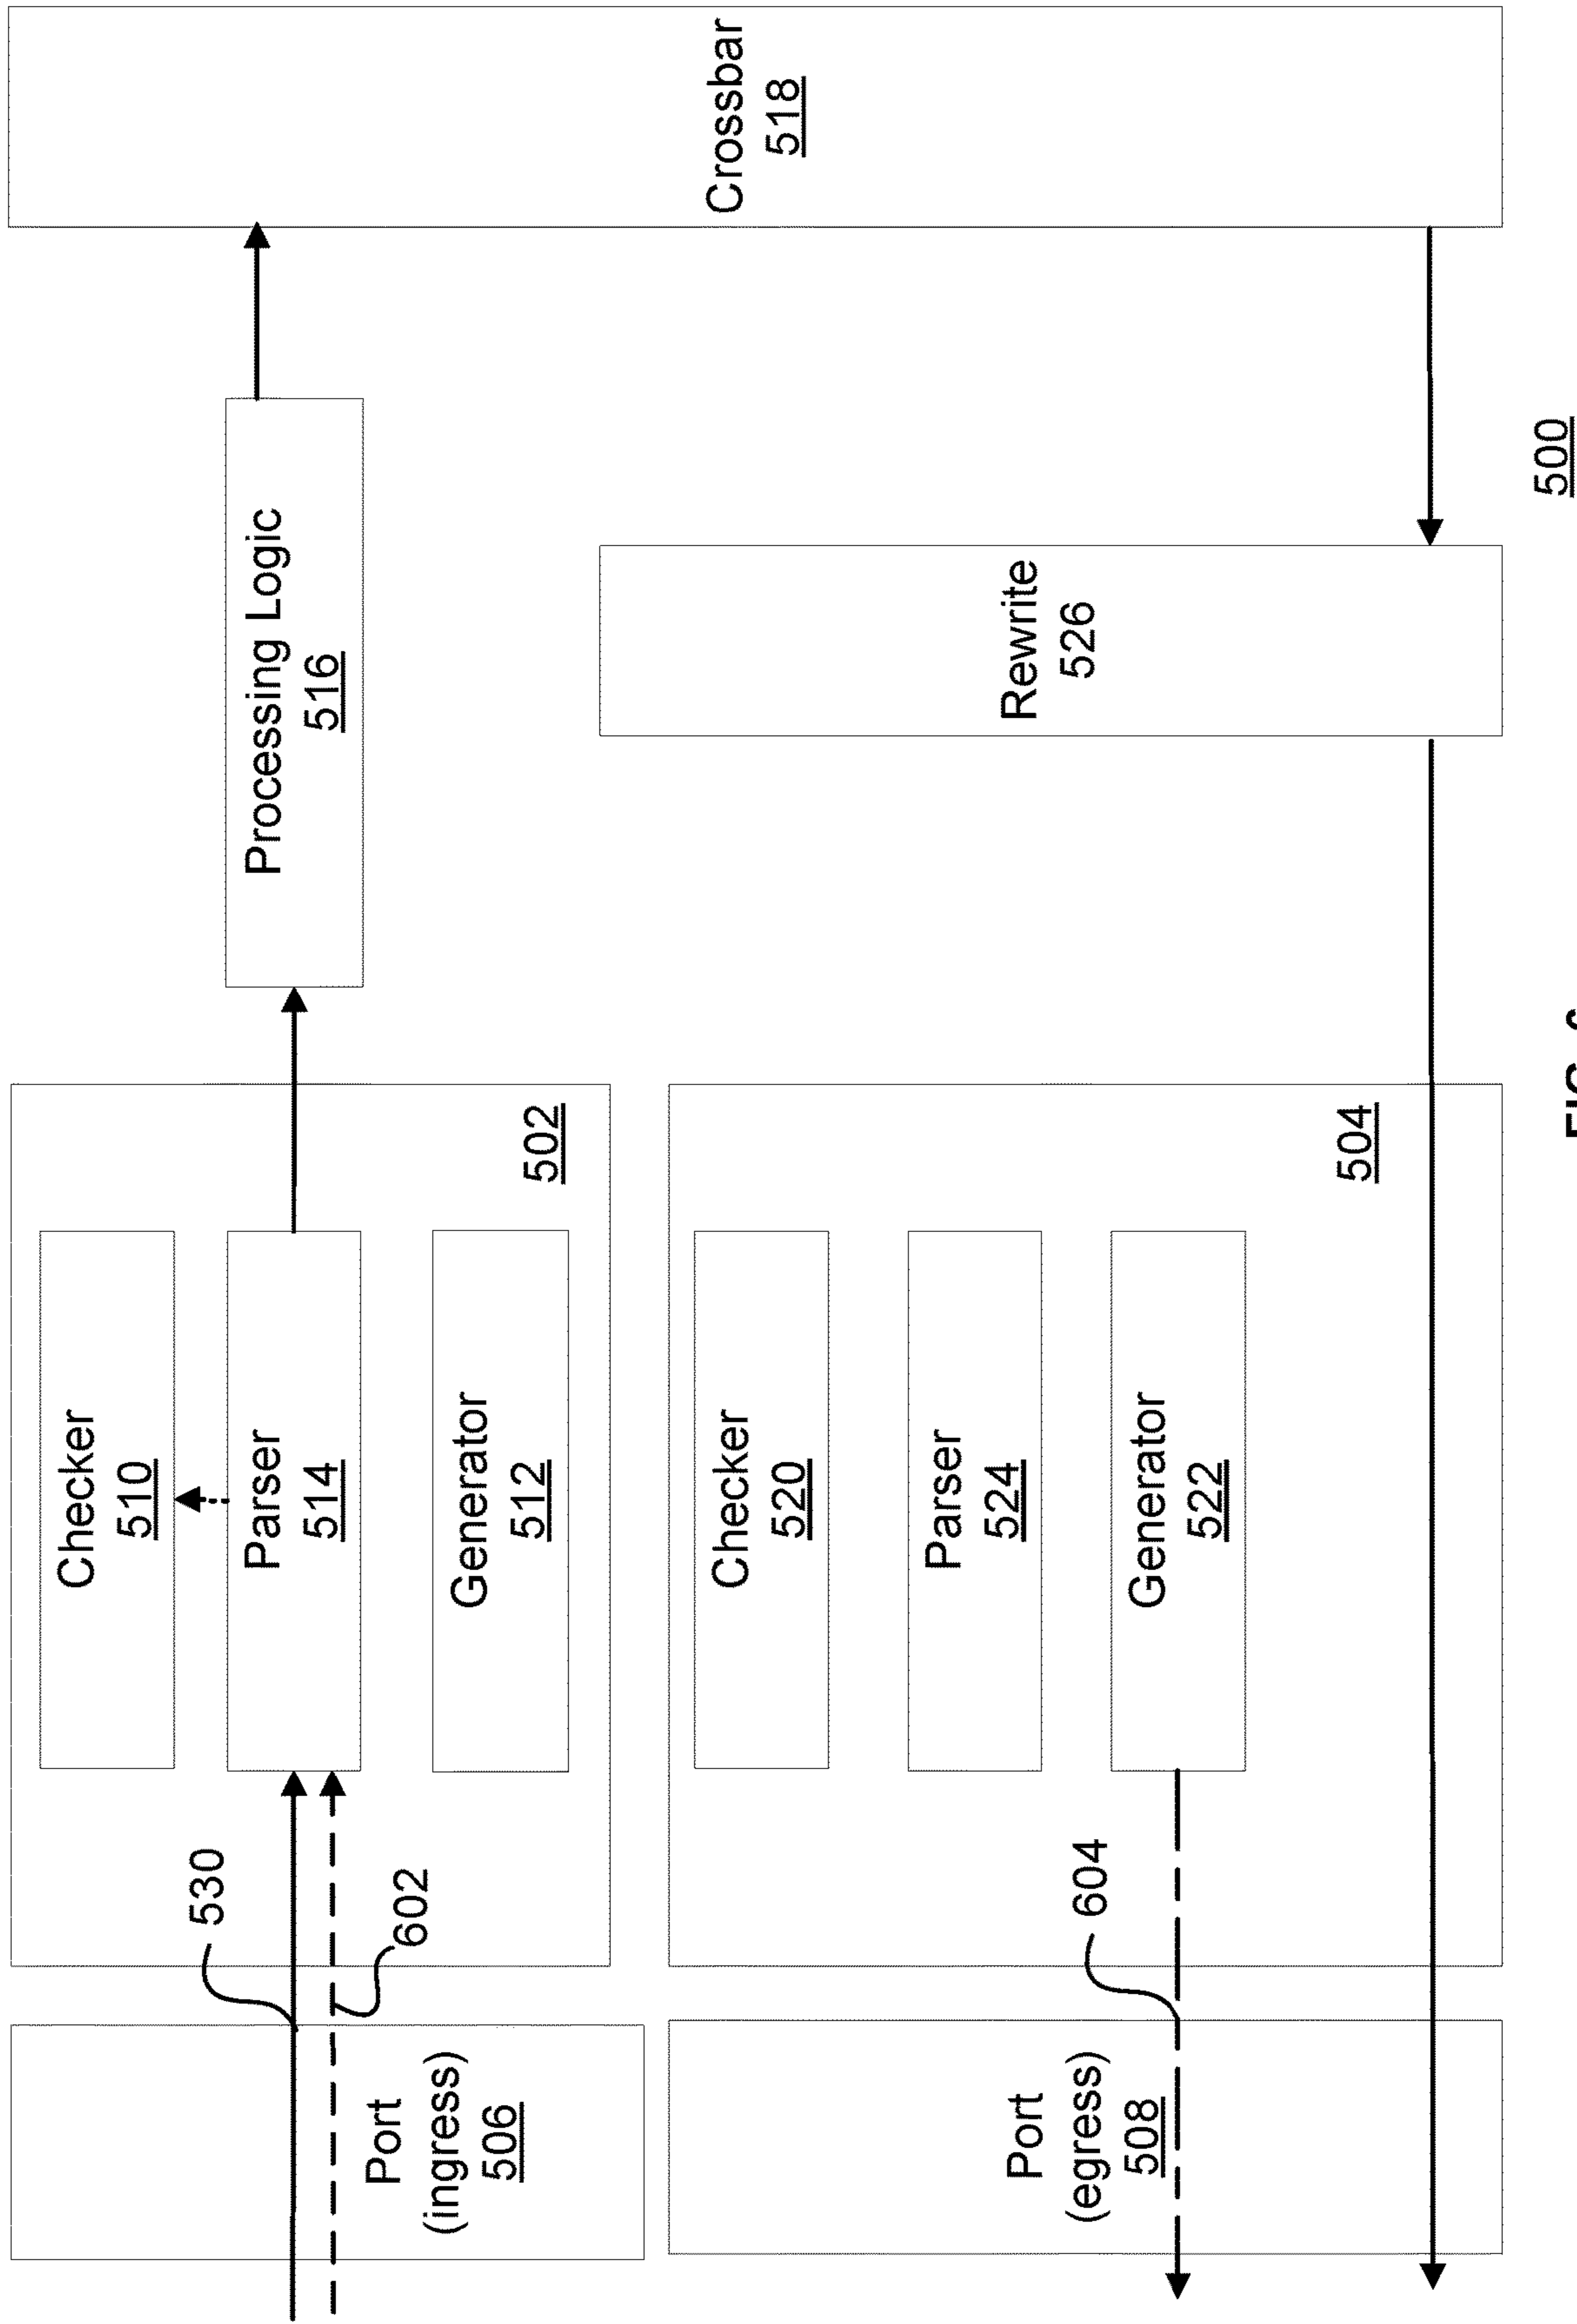 Port
(ingress)
506
530
602
Checker
510
Parser
514
Generator
512
502
Processing Logic
516
Crossbar
518
Port
(egress)
508
604
Checker
520
Parser
524
Generator
522
504
Rewrite
526
500